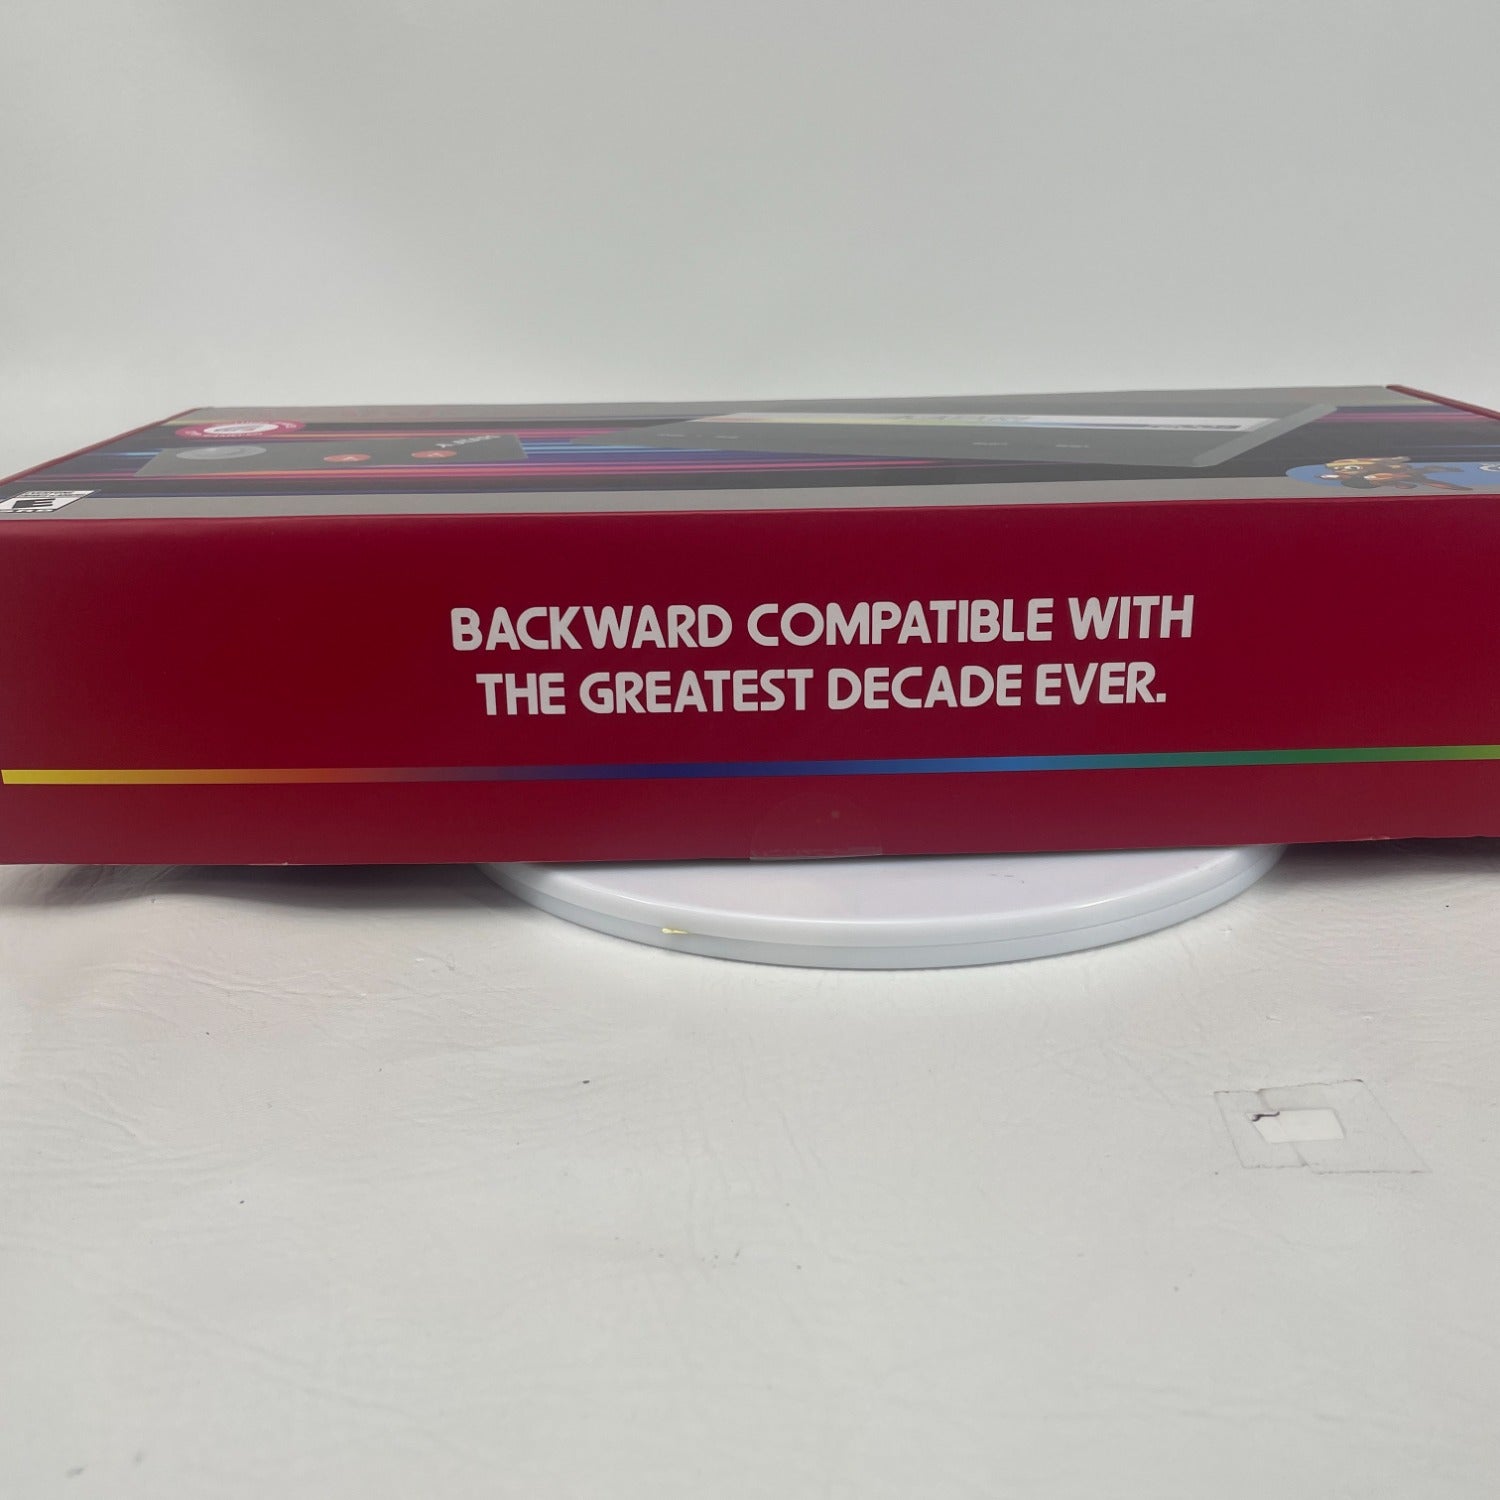 BACKWARD COMPATIBLE WITH
THE GREATEST DECADE EVER.